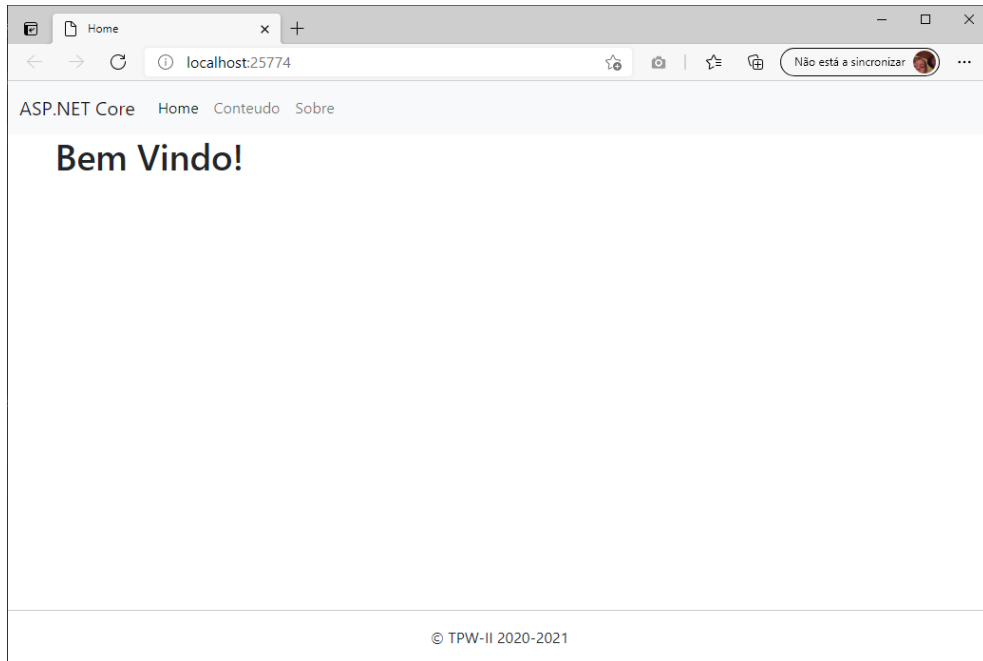 Home
localhost:25774
Não está a sincronizar
ASP.NET Core Home Conteudo Sobre
Bem Vindo!
© TPW-II 2020-2021